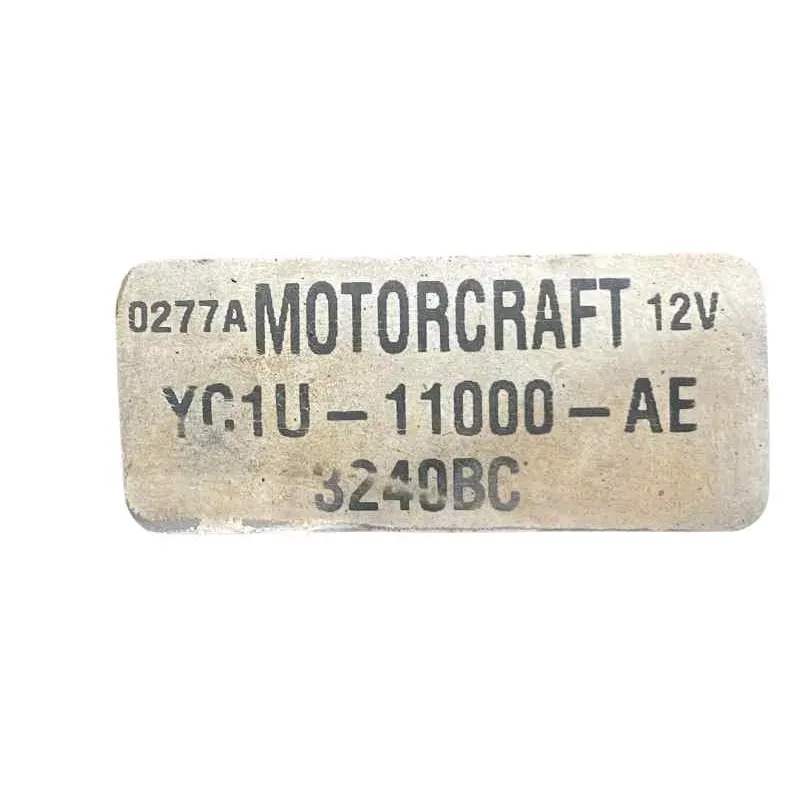 0277A MOTORCRAFT 12V
YC1U-11000-AE
3240BC